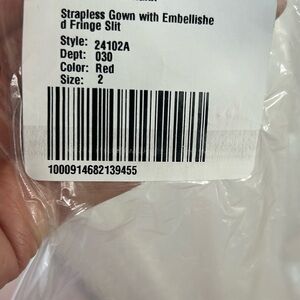 Strapless Gown with Embellishe
d Fringe Slit
Style: 24102A
Dept: 030
Color: Red
Size: 2
1000914682139455